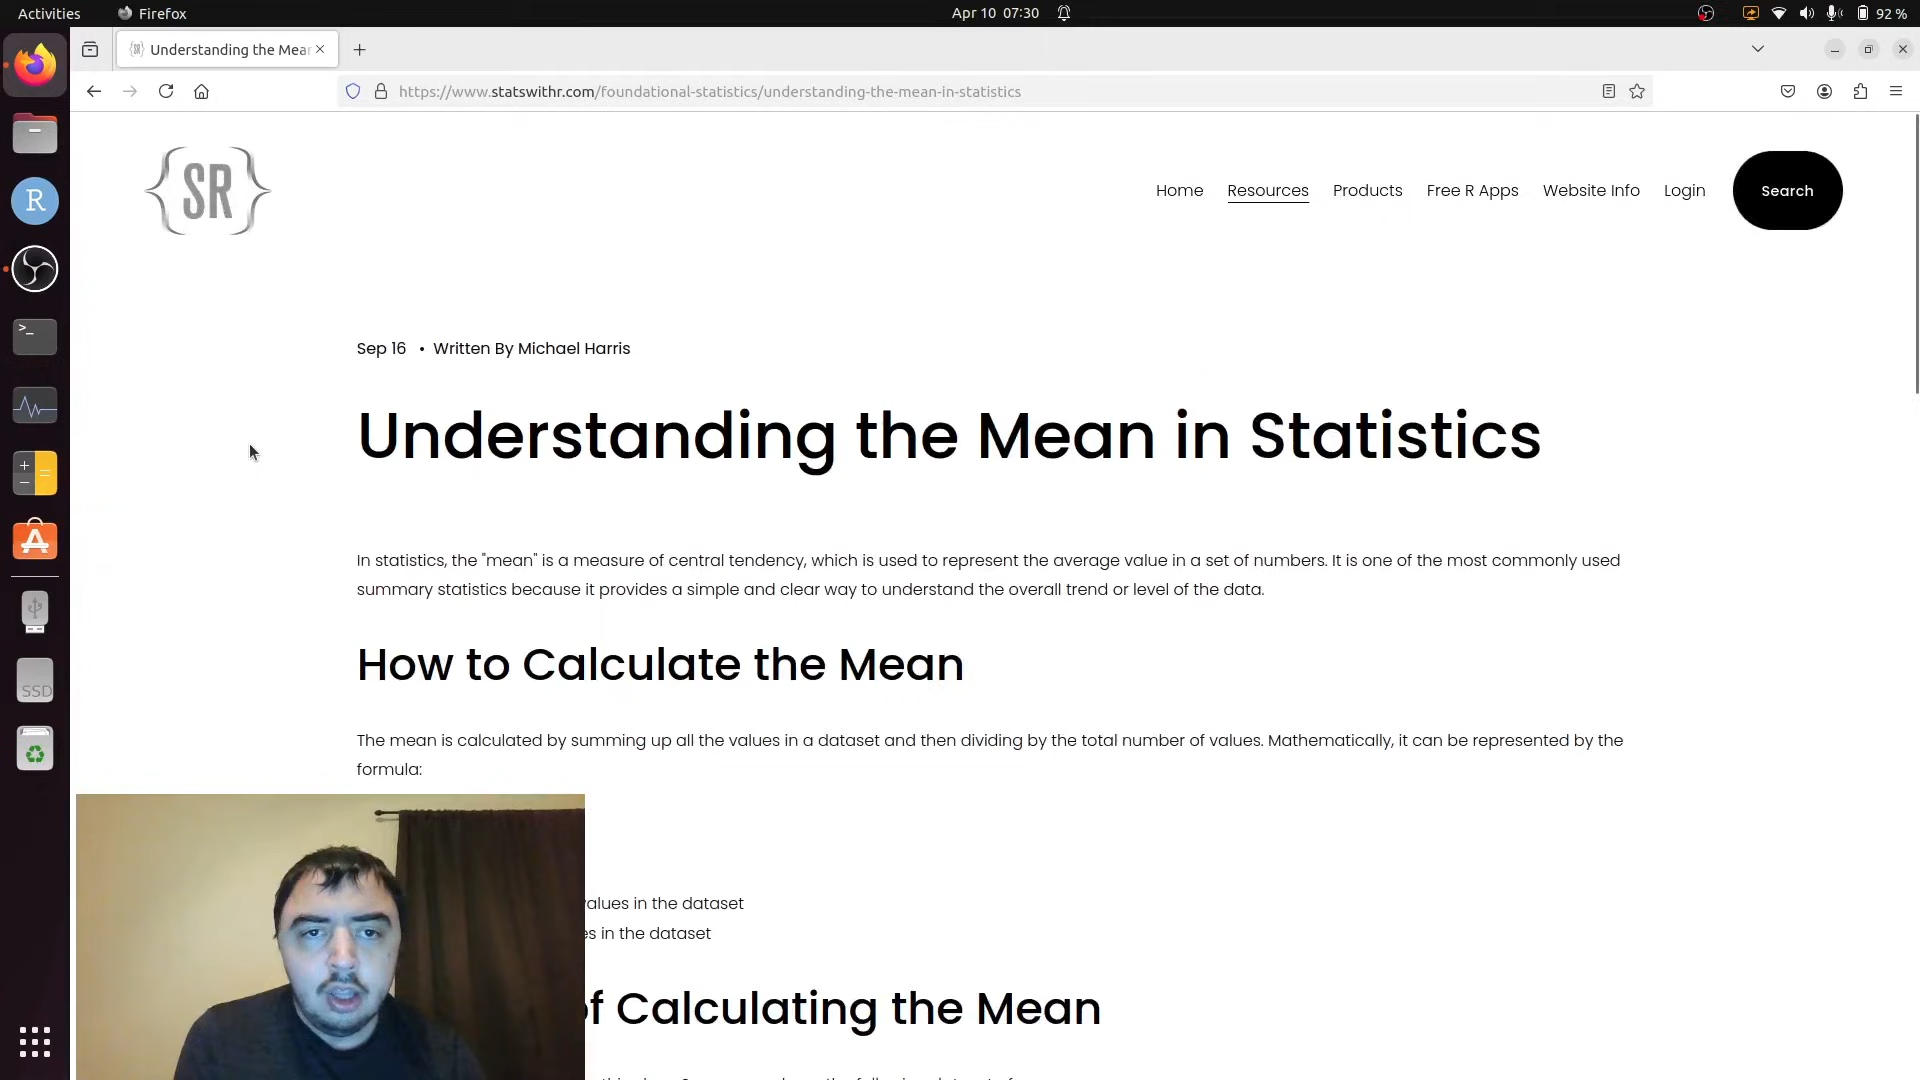 Activities
Firefox
Apr 10 07:30
92 %
Understanding the Mea
https://www.statswithr.com/foundational-statistics/understanding-the-mean-in-statistics
{SR}
Home
Resources
Products
Free R Apps
Website Info
Login
Search
Sep 16 • Written By Michael Harris
Understanding the Mean in Statistics
In statistics, the "mean" is a measure of central tendency, which is used to represent the average value in a set of numbers. It is one of the most commonly used
summary statistics because it provides a simple and clear way to understand the overall trend or level of the data.
How to Calculate the Mean
The mean is calculated by summing up all the values in a dataset and then dividing by the total number of values. Mathematically, it can be represented by the
formula:
values in the dataset
in the dataset
of Calculating the Mean
R
>_
SSD